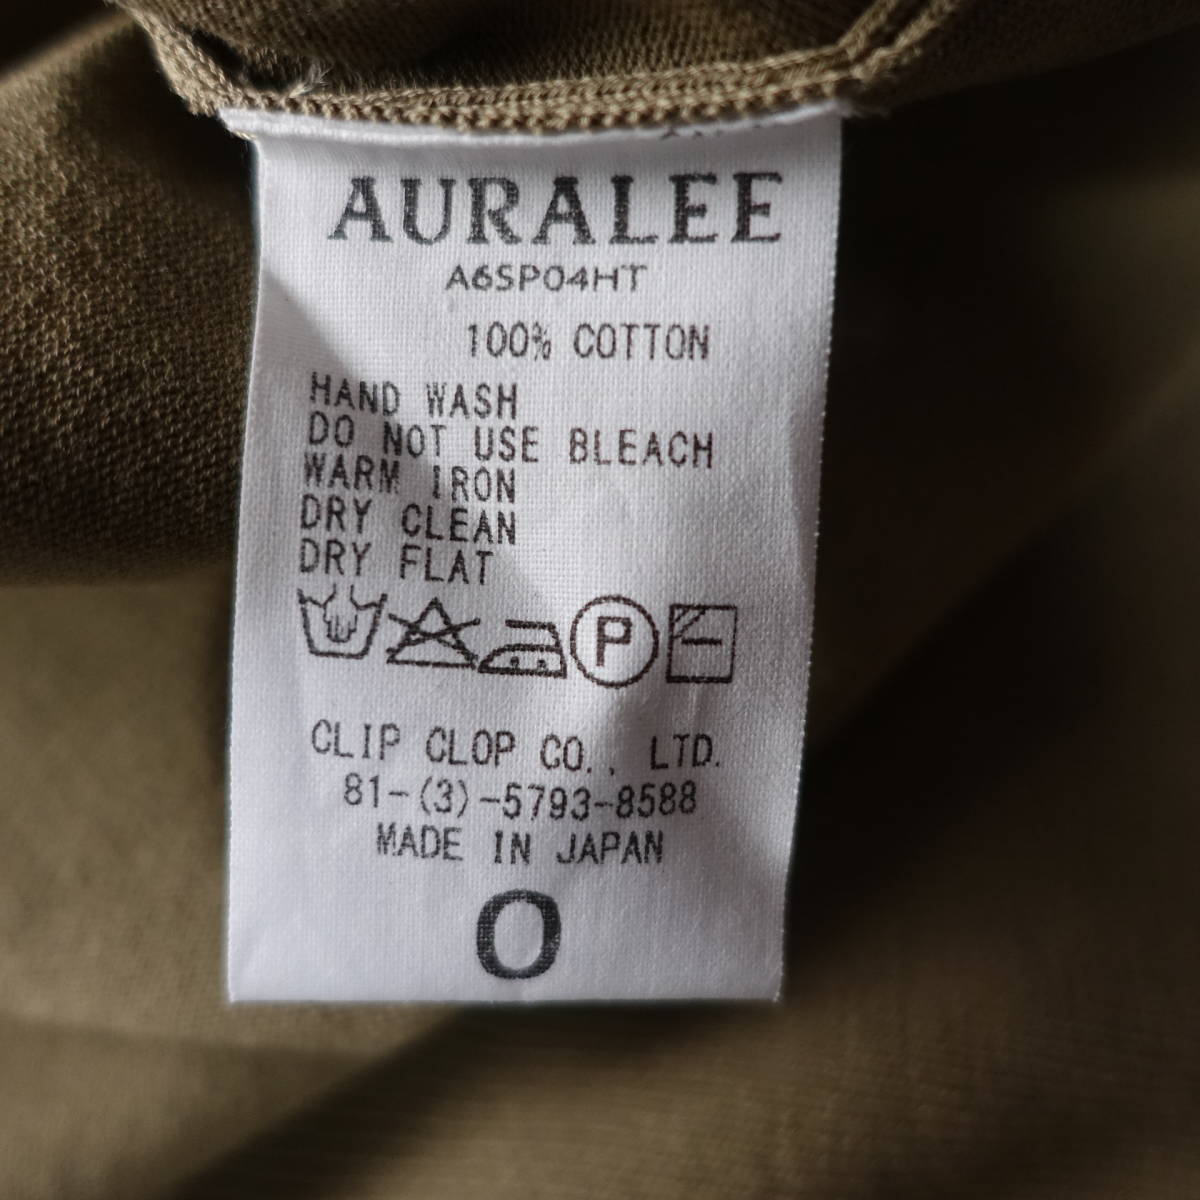 AURALEE
A6SP04HT
100% COTTON
HAND WASH
DO NOT USE BLEACH
WARM IRON
DRY CLEAN
DRY FLAT
P
CLIP CLOP CO., LTD.
81-(3)-5793-8588
MADE IN JAPAN
0